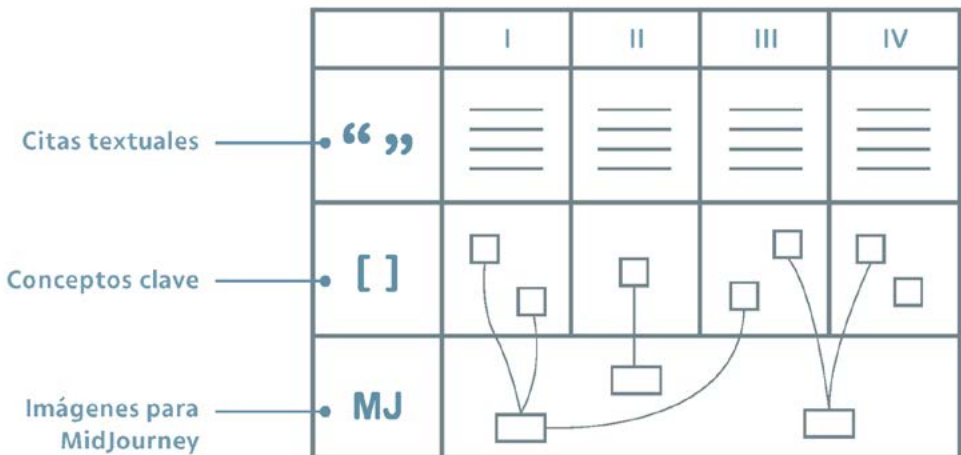 I II III IV
Citas textuales
“ ”
Conceptos clave
[ ]
Imágenes para
MidJourney
MJ